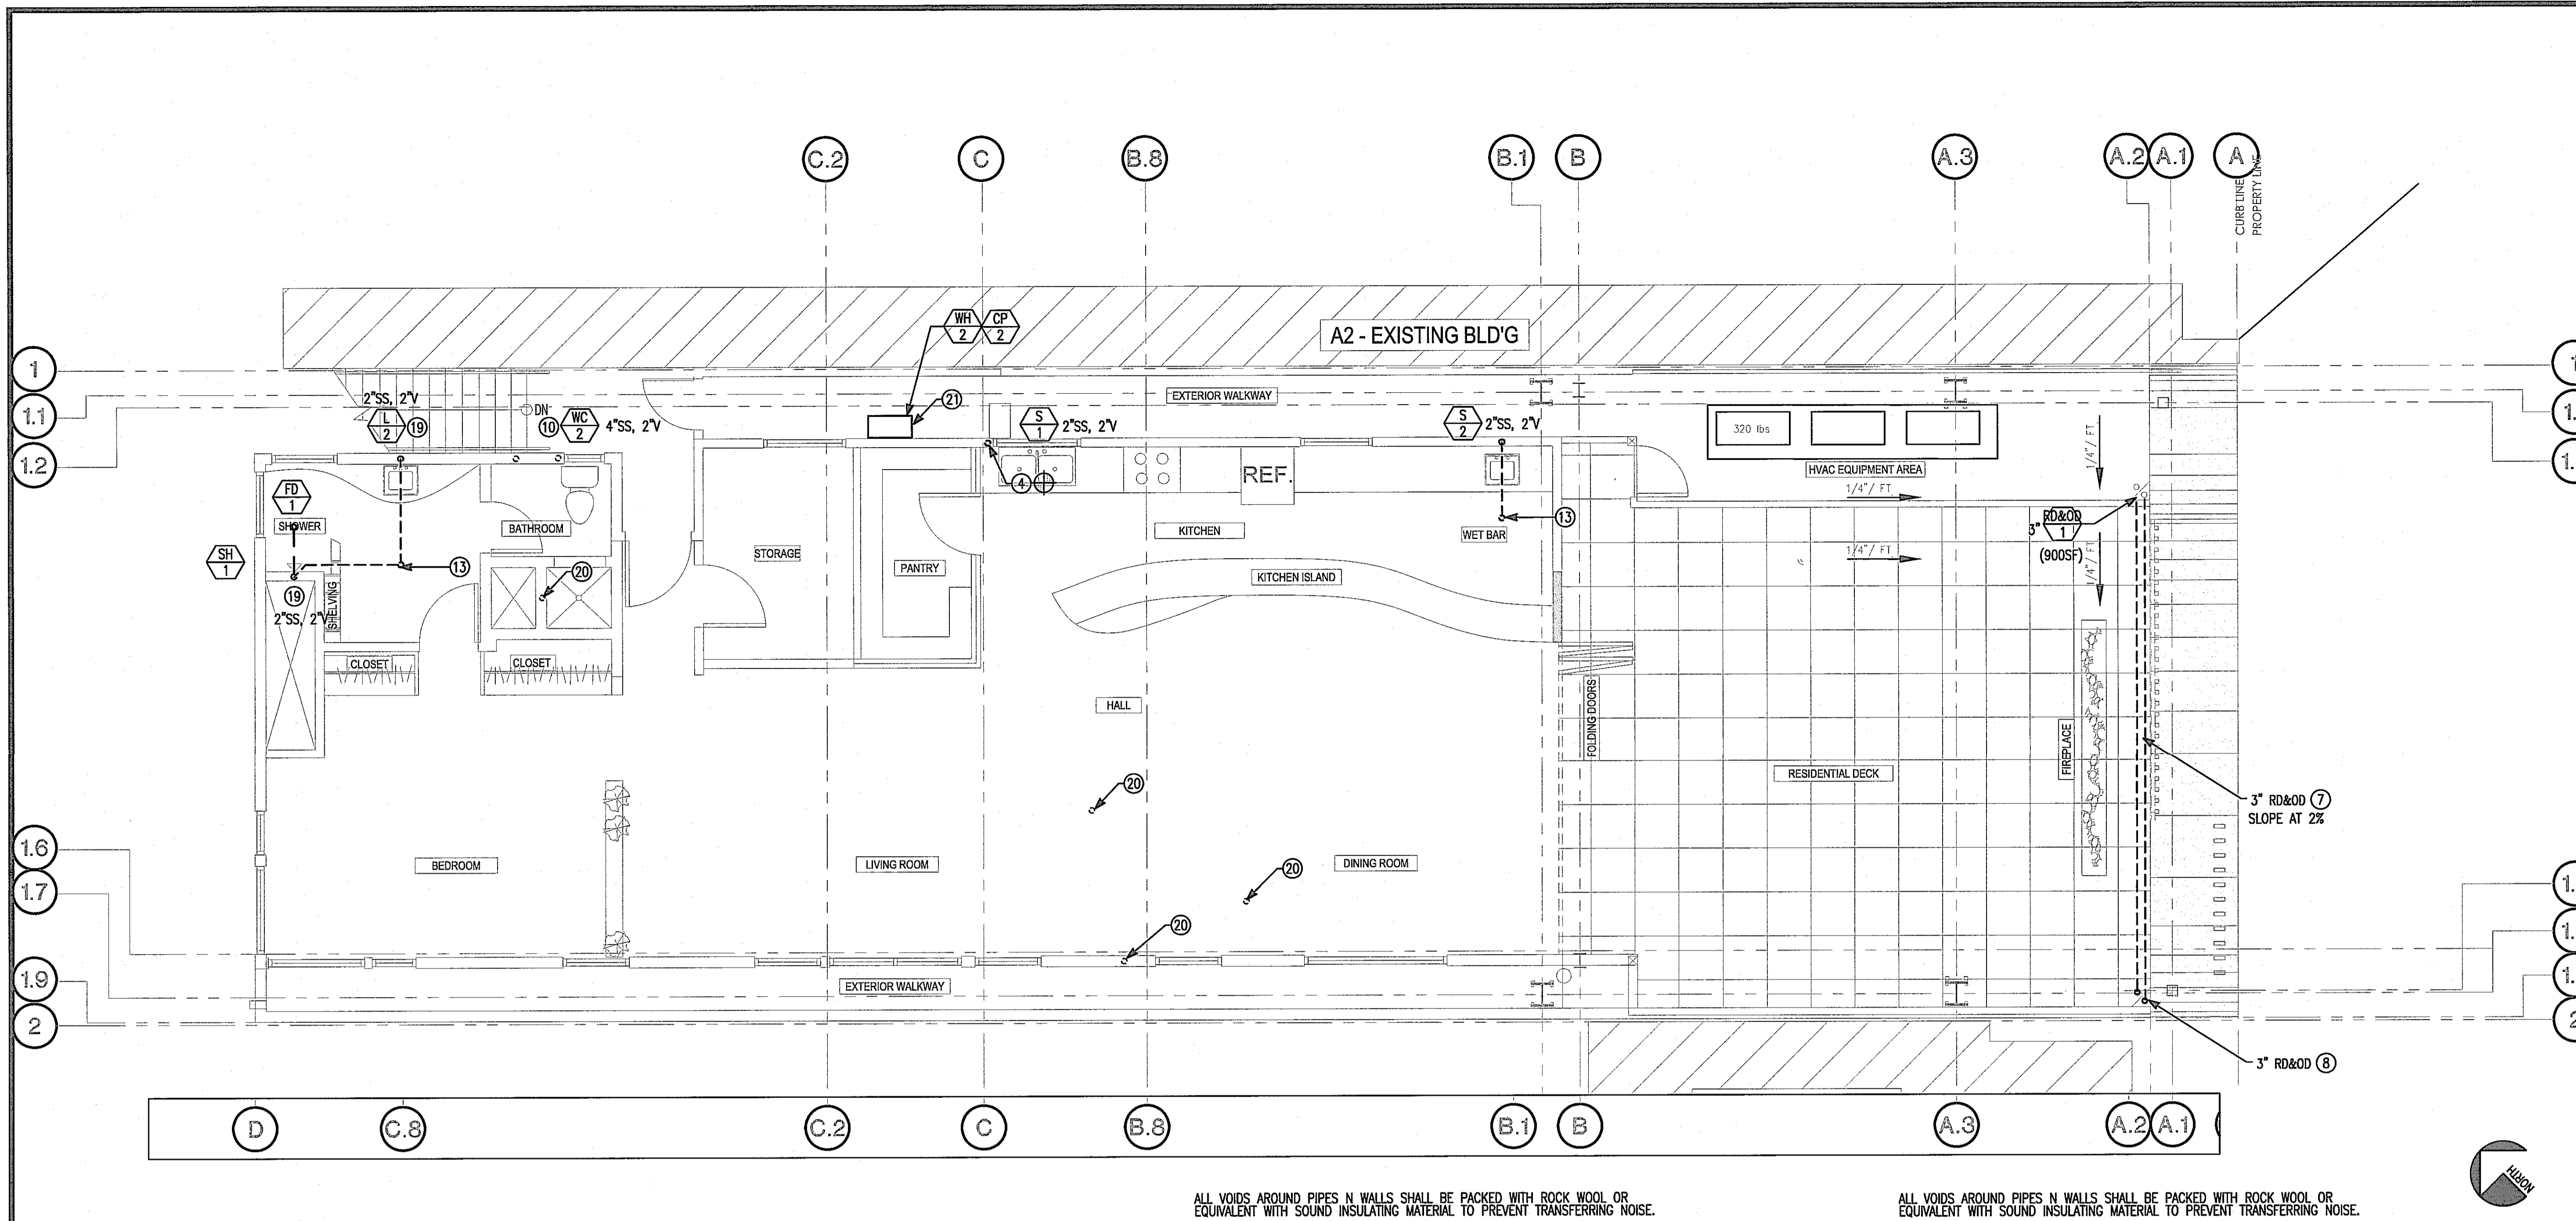 C.2
C
B.8
B.1
B
A.3
A.2
A.1
A
CURB LINE
PROPERTY LINE
WH
2
CP
2
A2 - EXISTING BLD'G
1
1.1
1.2
2"SS, 2"V
L
2
19
DN
10
WC
2
4"SS, 2"V
21
S
1
2"SS, 2"V
EXTERIOR WALKWAY
S
2
2"SS, 2"V
320 lbs
HVAC EQUIPMENT AREA
1/4"/ FT
1/4"/ FT
FD
1
SHOWER
BATHROOM
4
REF.
KITCHEN
13
WET BAR
3"
RD&OD
1
(900SF)
1/4"/ FT
1/4"/ FT
SH
1
13
20
STORAGE
PANTRY
KITCHEN ISLAND
19
2"SS, 2"V
SHELVING
CLOSET
CLOSET
HALL
FOLDING DOORS
FIREPLACE
RESIDENTIAL DECK
20
3" RD&OD 7
SLOPE AT 2%
1.6
1.7
BEDROOM
LIVING ROOM
20
DINING ROOM
20
1.9
2
EXTERIOR WALKWAY
3" RD&OD 8
D
C.8
C.2
C
B.8
B.1
B
A.3
A.2
A.1
NORTH
ALL VOIDS AROUND PIPES N WALLS SHALL BE PACKED WITH ROCK WOOL OR
EQUIVALENT WITH SOUND INSULATING MATERIAL TO PREVENT TRANSFERRING NOISE.
ALL VOIDS AROUND PIPES N WALLS SHALL BE PACKED WITH ROCK WOOL OR
EQUIVALENT WITH SOUND INSULATING MATERIAL TO PREVENT TRANSFERRING NOISE.